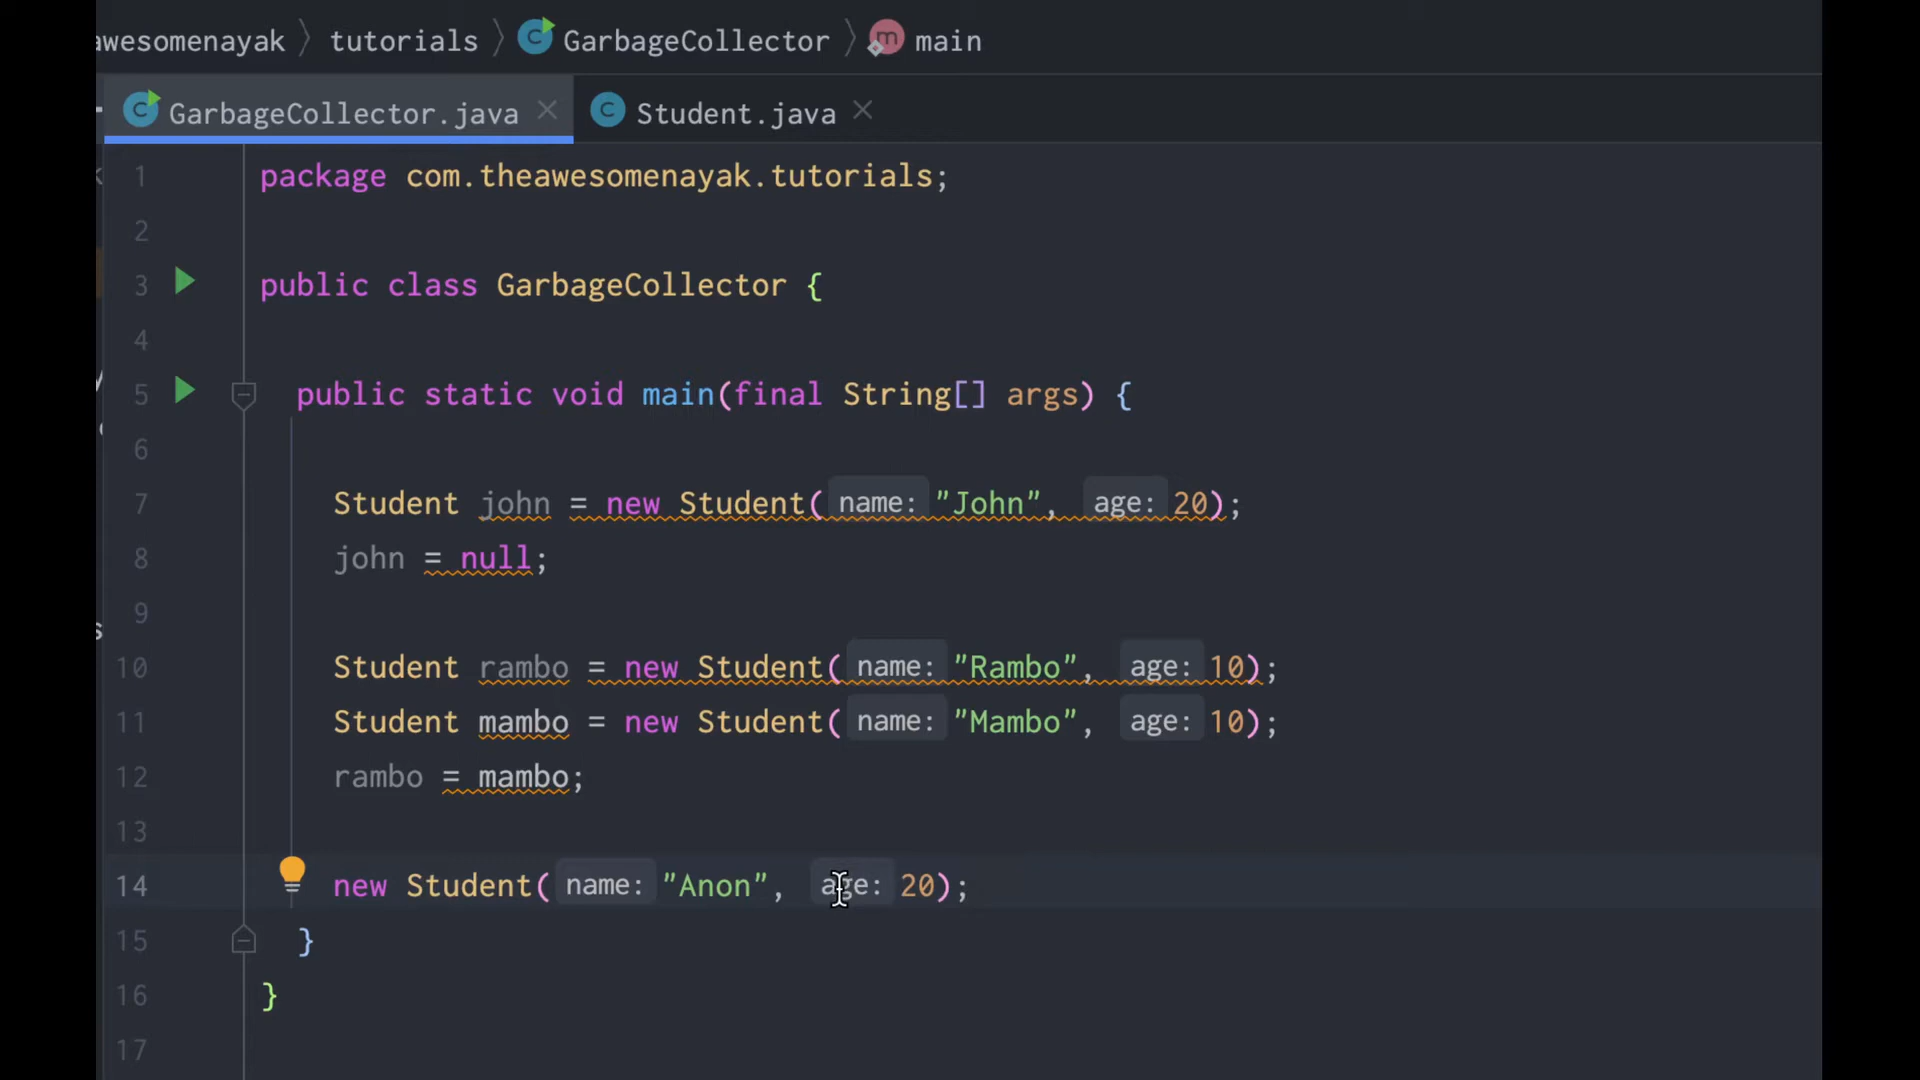 awesomenayak 〉 tutorials 〉 C GarbageCollector 〉 m main
C GarbageCollector.java × C Student.java ×
1 package com.theawesomenayak.tutorials;
2
3 public class GarbageCollector {
4
5 public static void main(final String[] args) {
6
7 Student john = new Student( name: "John", age: 20);
8 john = null;
9
10 Student rambo = new Student( name: "Rambo", age: 10);
11 Student mambo = new Student( name: "Mambo", age: 10);
12 rambo = mambo;
13
14 new Student( name: "Anon", age: 20);
15 }
16 }
17